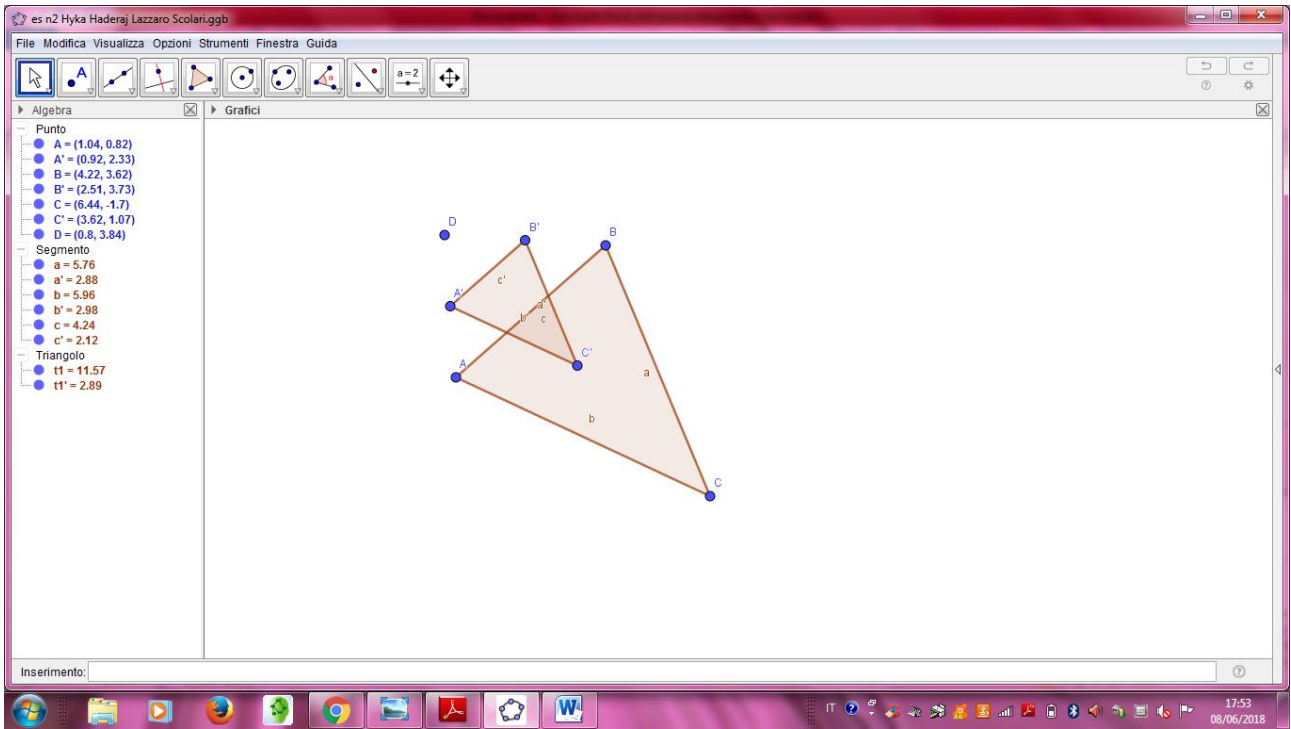 es n2 Hyka Haderaj Lazzaro Scolari.ggb
File Modifica Visualizza Opzioni Strumenti Finestra Guida
A
α
a=2
Algebra
Grafici
Punto
A = (1.04, 0.82)
A' = (0.92, 2.33)
B = (4.22, 3.62)
B' = (2.51, 3.73)
C = (6.44, -1.7)
C' = (3.62, 1.07)
D = (0.8, 3.84)
Segmento
a = 5.76
a' = 2.88
b = 5.96
b' = 2.98
c = 4.24
c' = 2.12
Triangolo
t1 = 11.57
t1' = 2.89
D
B'
B
c'
A'
a'
b'
c
C'
A
a
b
C
Inserimento:
IT
17:53
08/06/2018